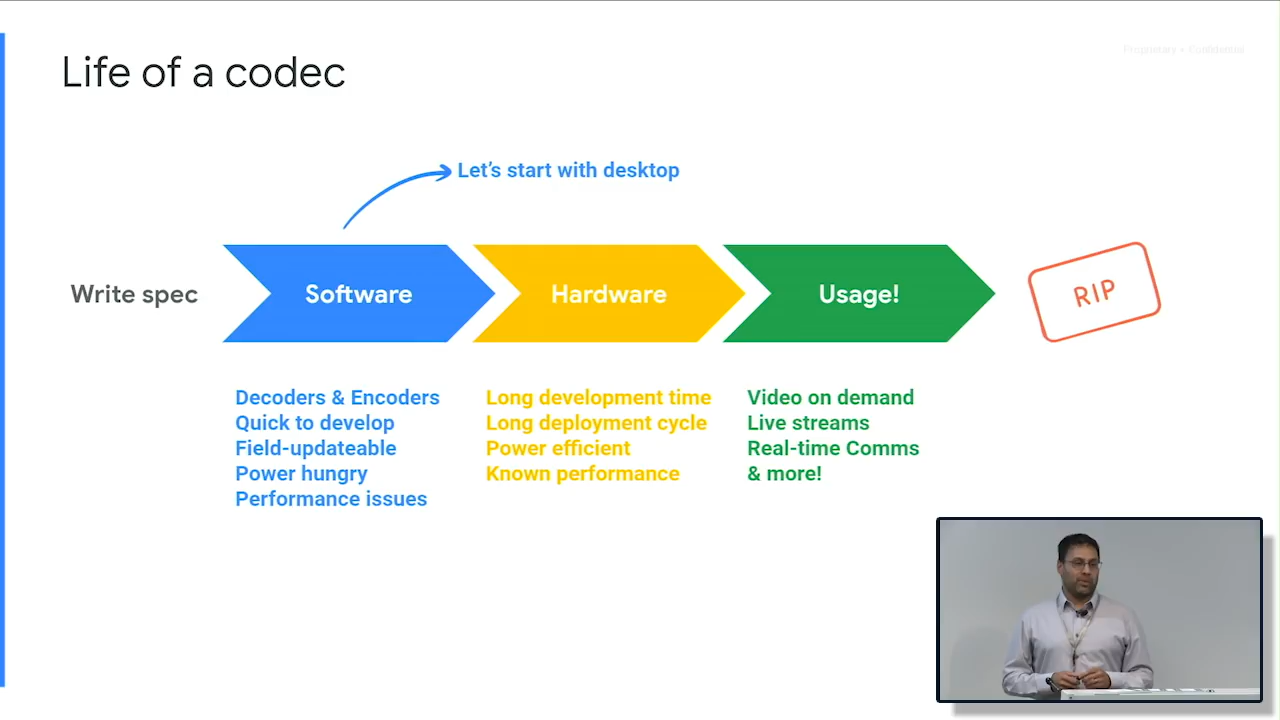 Proprietary + Confidential
Life of a codec
Let's start with desktop
Write spec
Software
Hardware
Usage!
RIP
Decoders & Encoders
Quick to develop
Field-updateable
Power hungry
Performance issues
Long development time
Long deployment cycle
Power efficient
Known performance
Video on demand
Live streams
Real-time Comms
& more!